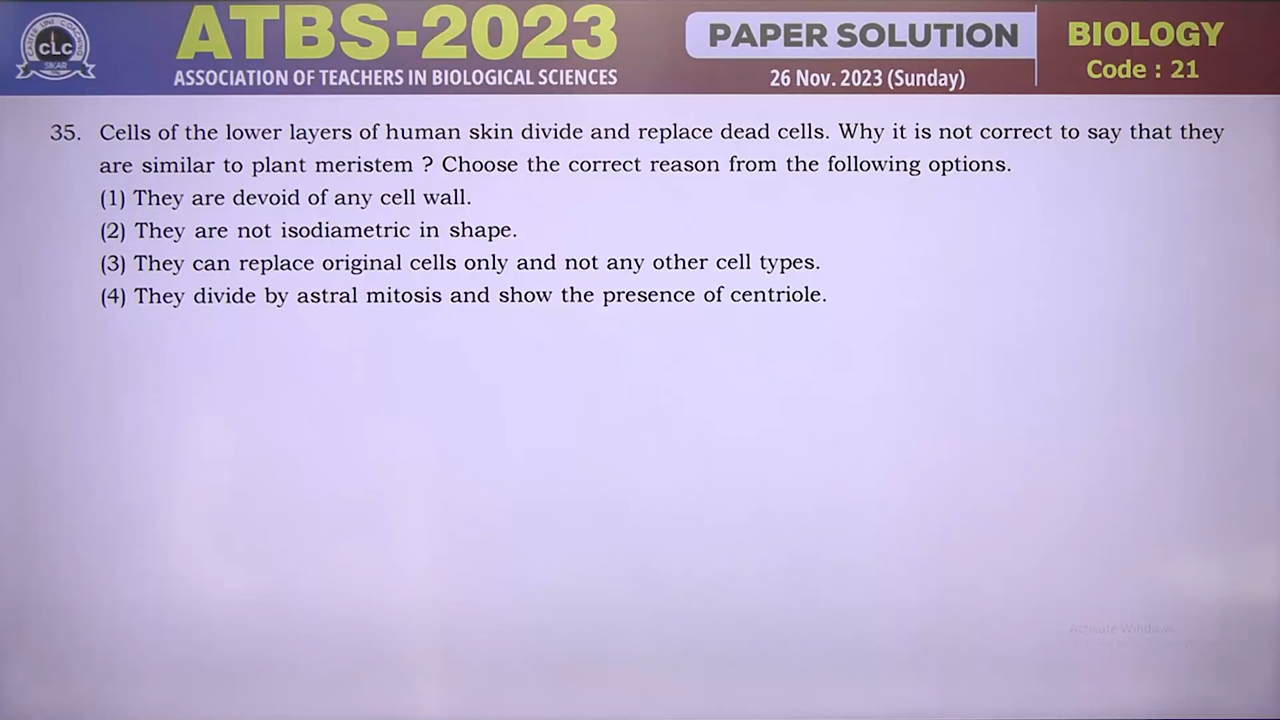 CAREER LINE COACHING
CLC
SIKAR
ATBS-2023
ASSOCIATION OF TEACHERS IN BIOLOGICAL SCIENCES
PAPER SOLUTION
26 Nov. 2023 (Sunday)
BIOLOGY
Code : 21
35. Cells of the lower layers of human skin divide and replace dead cells. Why it is not correct to say that they
are similar to plant meristem ? Choose the correct reason from the following options.
(1) They are devoid of any cell wall.
(2) They are not isodiametric in shape.
(3) They can replace original cells only and not any other cell types.
(4) They divide by astral mitosis and show the presence of centriole.
Activate Windows